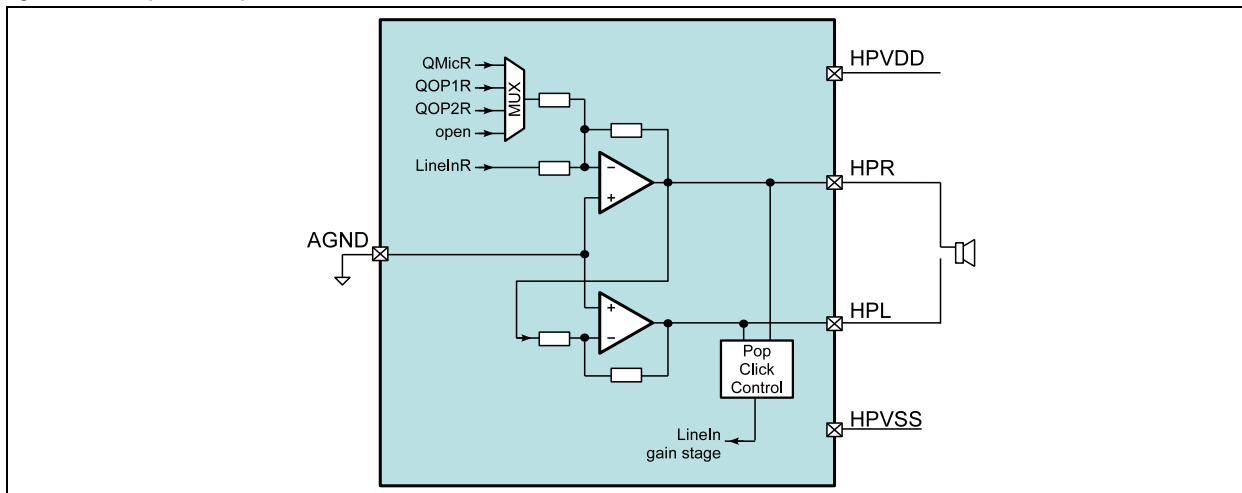 QMicR
QOP1R
QOP2R
open
MUX
LineInR
−
+
AGND
+
−
HPVDD
HPR
HPL
Pop
Click
Control
LineIn
gain stage
HPVSS